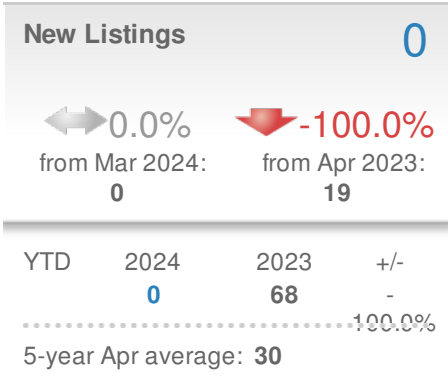 New Listings 0
0.0% -100.0%
from Mar 2024: from Apr 2023:
0 19
YTD 2024 2023 +/-
0 68 -
100.0%
5-year Apr average: 30